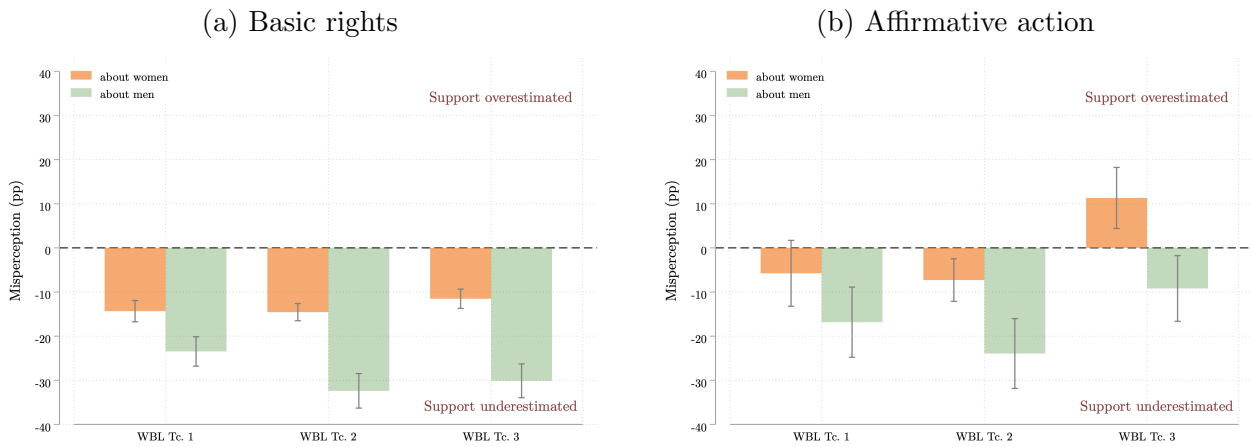 (a) Basic rights
40
30
20
10
0
-10
-20
-30
-40
Misperception (pp)
about women
about men
Support overestimated
Support underestimated
WBL Tc. 1
WBL Tc. 2
WBL Tc. 3
(b) Affirmative action
40
30
20
10
0
-10
-20
-30
-40
Misperception (pp)
about women
about men
Support overestimated
Support underestimated
WBL Tc. 1
WBL Tc. 2
WBL Tc. 3